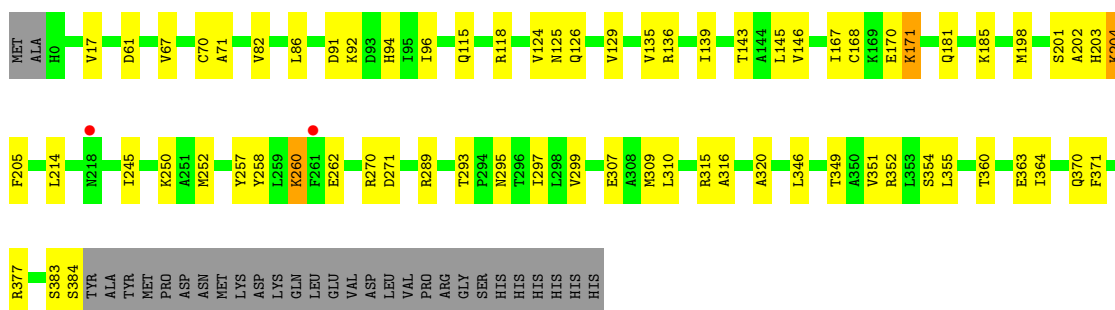 MET ALA H0 V17 D61 V67 C70 A71 V82 L86 D91 K92 D93 H94 I95 I96 Q115 R118 V124 N125 Q126 V129 V135 R136 I139 T143 A144 L145 V146 I167 C168 K169 E170 K171 Q181 K185 M198 S201 A202 H203 K204
F205 L214 N218 I245 K250 A251 M252 Y257 Y258 L259 K260 F261 E262 R270 D271 R289 T293 P294 N295 T296 I297 L298 V299 E307 A308 M309 L310 R315 A316 A320 L346 T349 A350 V351 R352 L353 S354 L355 T360 E363 I364 Q370 F371
R377 S383 S384 TYR ALA TYR MET PRO ASP ASN MET LYS ASP LYS GLN LEU GLU VAL ASP LEU VAL PRO ARG GLY SER HIS HIS HIS HIS HIS HIS